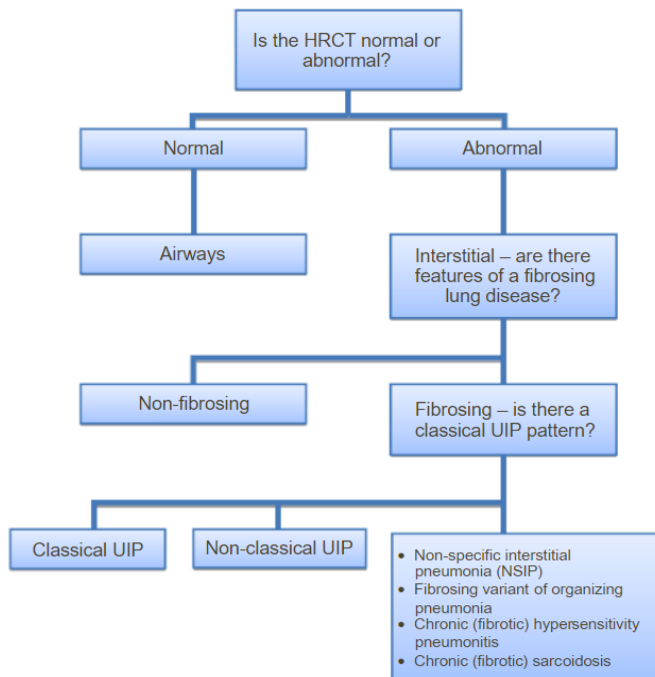 Is the HRCT normal or
abnormal?
Normal
Abnormal
Airways
Interstitial – are there
features of a fibrosing
lung disease?
Non-fibrosing
Fibrosing – is there a
classical UIP pattern?
Classical UIP
Non-classical UIP
• Non-specific interstitial
pneumonia (NSIP)
• Fibrosing variant of organizing
pneumonia
• Chronic (fibrotic) hypersensitivity
pneumonitis
• Chronic (fibrotic) sarcoidosis